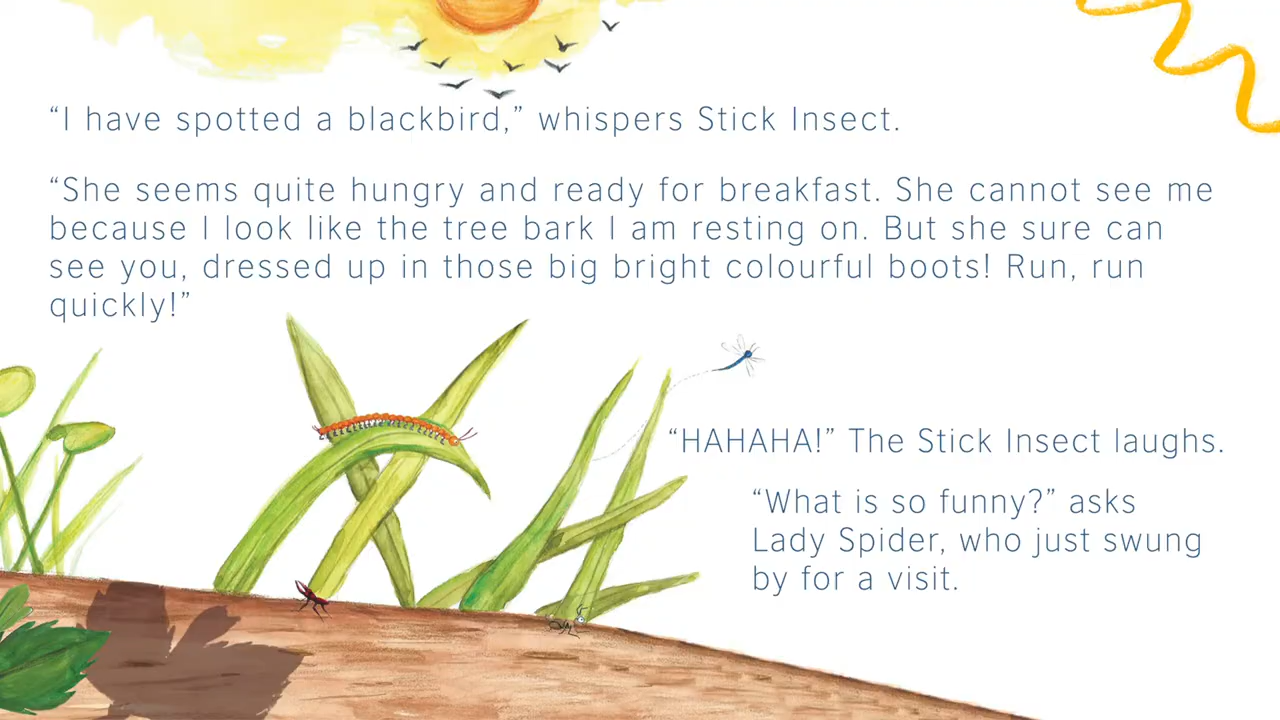 “I have spotted a blackbird,” whispers Stick Insect.
“She seems quite hungry and ready for breakfast. She cannot see me
because I look like the tree bark I am resting on. But she sure can
see you, dressed up in those big bright colourful boots! Run, run
quickly!”
“HAHAHA!” The Stick Insect laughs.
“What is so funny?” asks
Lady Spider, who just swung
by for a visit.